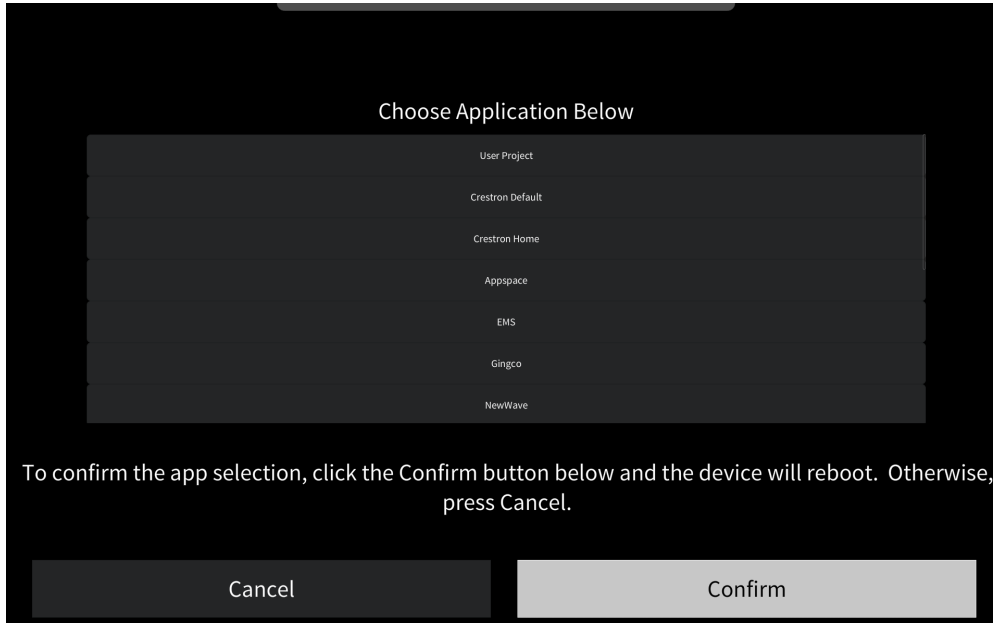 Choose Application Below
User Project
Crestron Default
Crestron Home
Appspace
EMS
Gingco
NewWave
To confirm the app selection, click the Confirm button below and the device will reboot. Otherwise,
press Cancel.
Cancel
Confirm